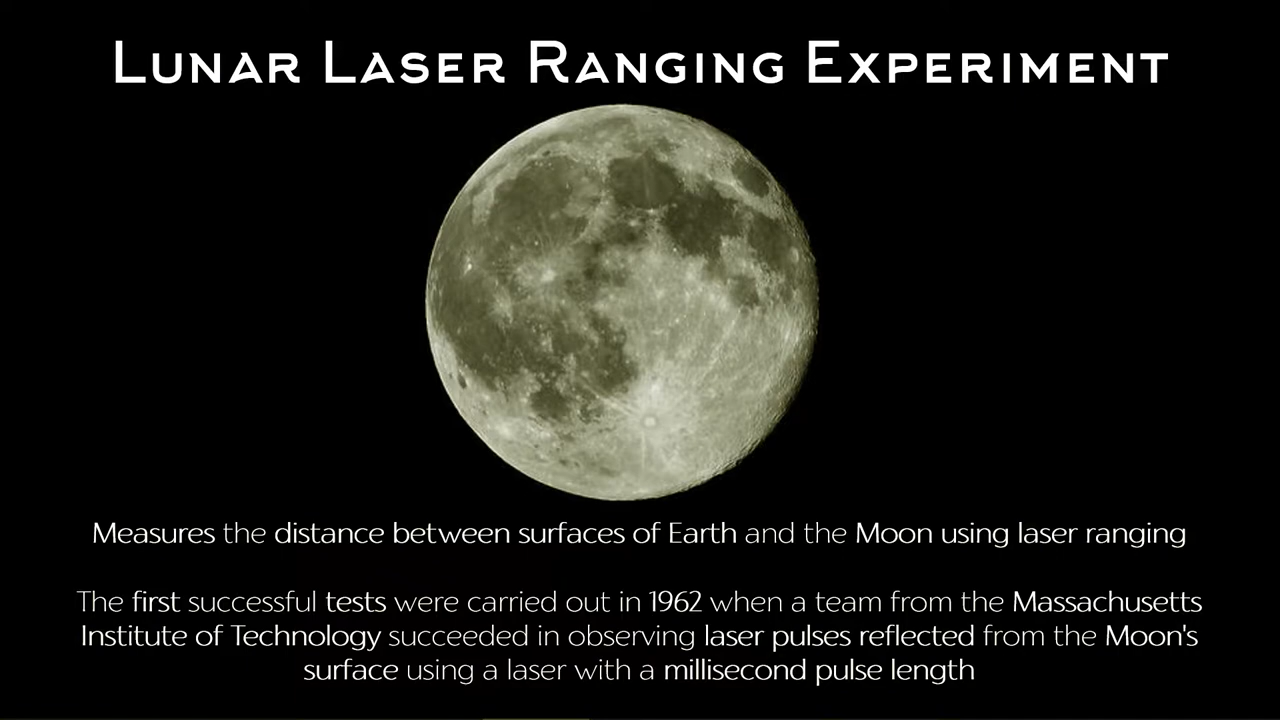 Lunar Laser Ranging Experiment
Measures the distance between surfaces of Earth and the Moon using laser ranging
The first successful tests were carried out in 1962 when a team from the Massachusetts
Institute of Technology succeeded in observing laser pulses reflected from the Moon's
surface using a laser with a millisecond pulse length